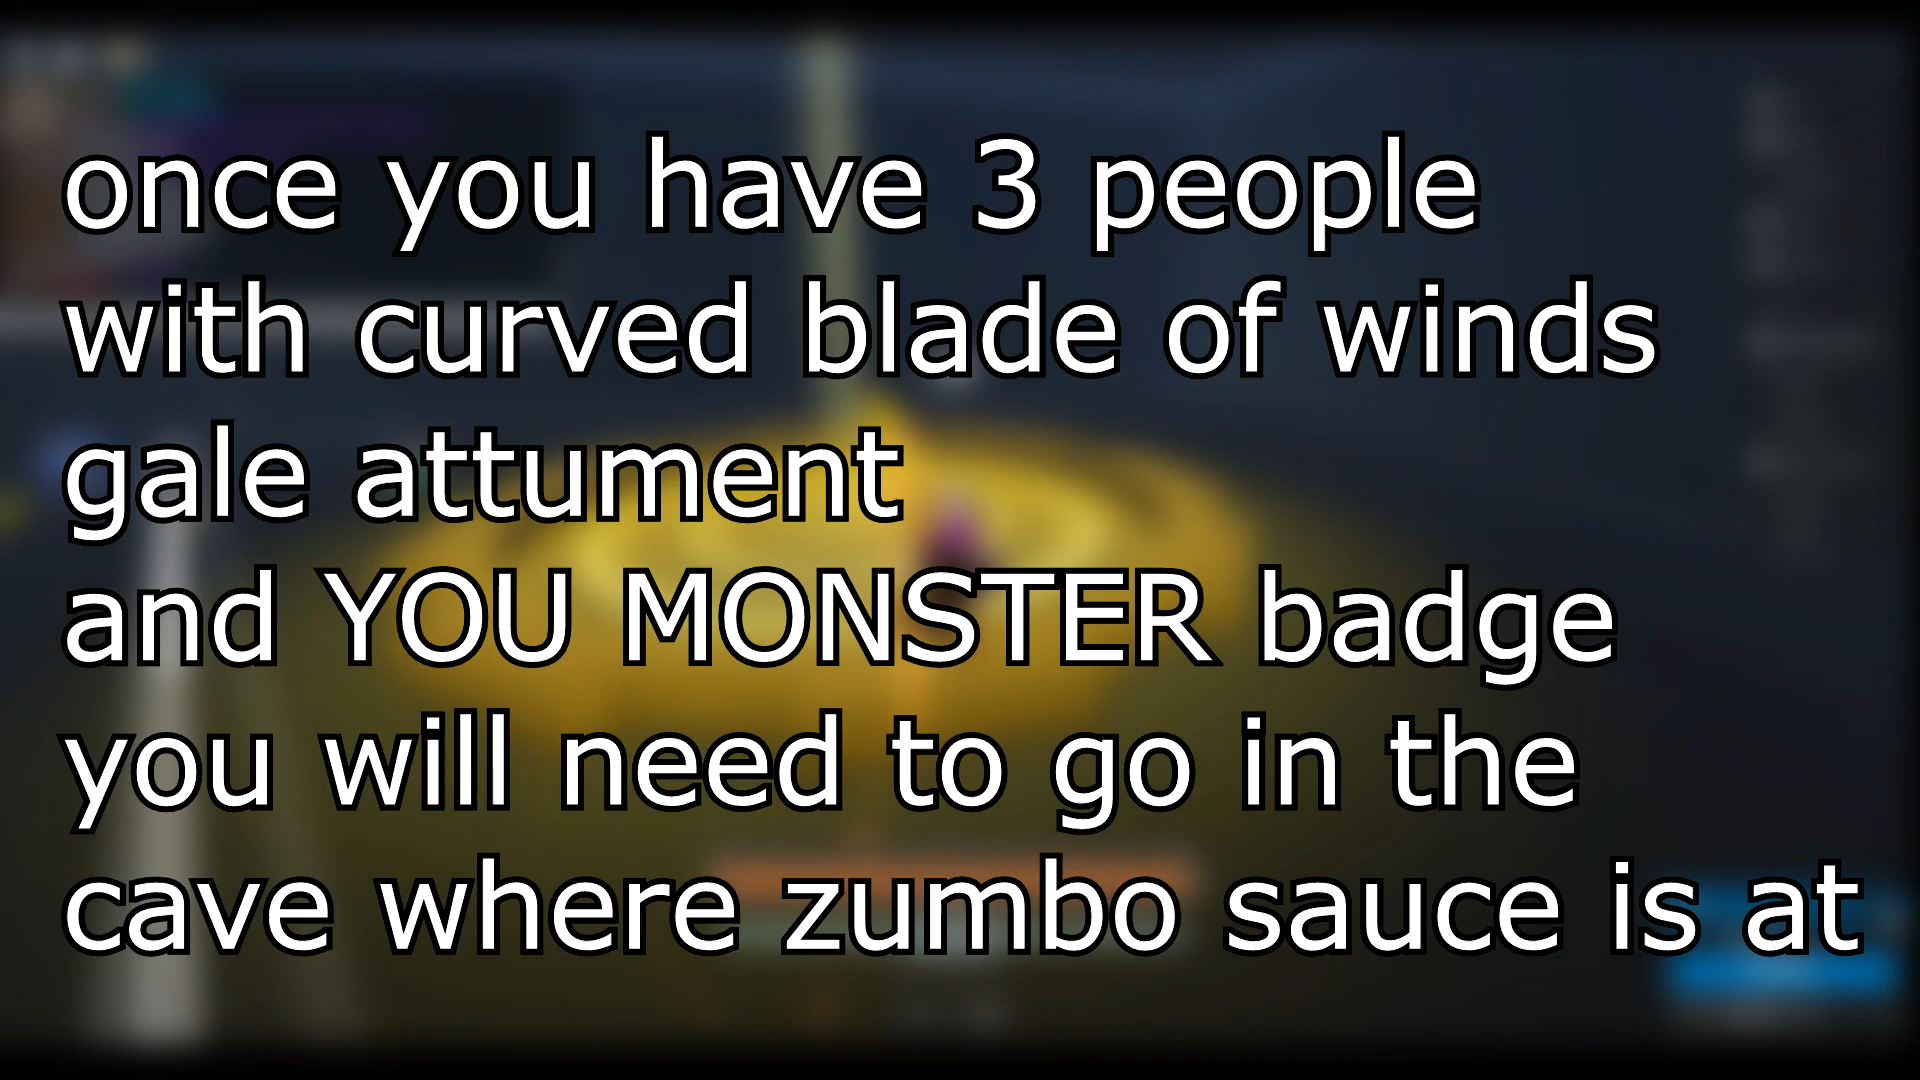 once you have 3 people
with curved blade of winds
gale attument
and YOU MONSTER badge
you will need to go in the
cave where zumbo sauce is at